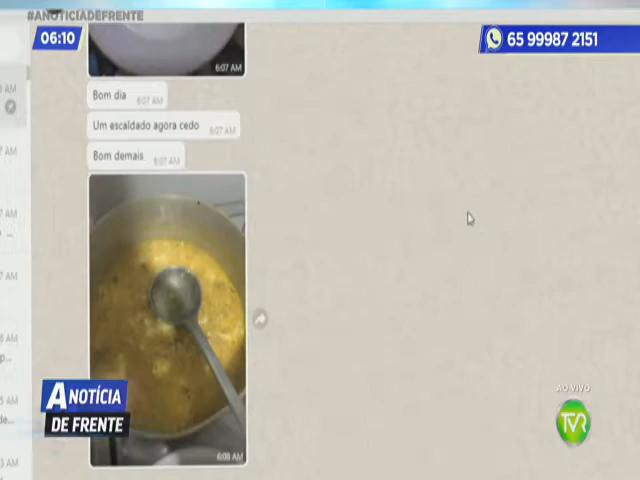 #ANOTICIADEFRENTE
06:10
65 99987 2151
6:07 AM
Bom dia
6:07 AM
Um escaldado agora cedo
6:07 AM
Bom demais
6:07 AM
6:08 AM
A NOTÍCIA
DE FRENTE
AO VIVO
TVR